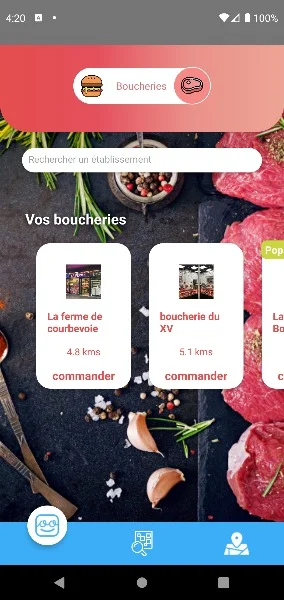 4:20
100%
Boucheries
Rechercher un établissement
Vos boucheries
Pop
La ferme de
courbevoie
4.8 kms
commander
boucherie du
XV
5.1 kms
commander
La
Bo
c